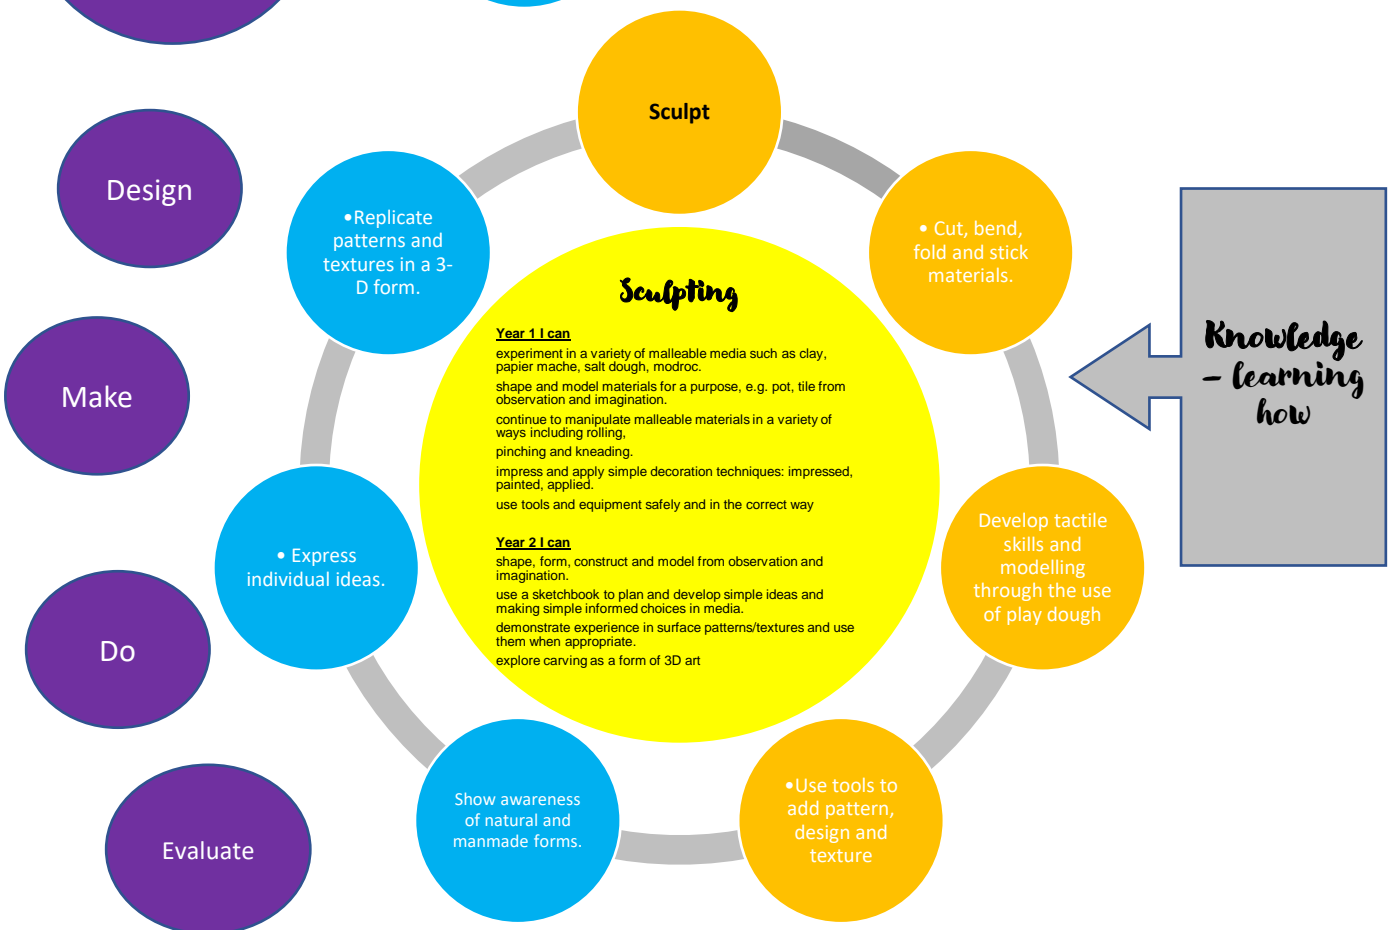 Sculpt
• Cut, bend,
fold and stick
materials.
Develop tactile
skills and
modelling
through the use
of play dough
•Use tools to
add pattern,
design and
texture
Show awareness
of natural and
manmade forms.
• Express
individual ideas.
•Replicate
patterns and
textures in a 3-
D form.
Sculpting
Year 1 I can
experiment in a variety of malleable media such as clay,
papier mache, salt dough, modroc.
shape and model materials for a purpose, e.g. pot, tile from
observation and imagination.
continue to manipulate malleable materials in a variety of
ways including rolling,
pinching and kneading.
impress and apply simple decoration techniques: impressed,
painted, applied.
use tools and equipment safely and in the correct way
Year 2 I can
shape, form, construct and model from observation and
imagination.
use a sketchbook to plan and develop simple ideas and
making simple informed choices in media.
demonstrate experience in surface patterns/textures and use
them when appropriate.
explore carving as a form of 3D art
Design
Make
Do
Evaluate
Knowledge
– learning
how